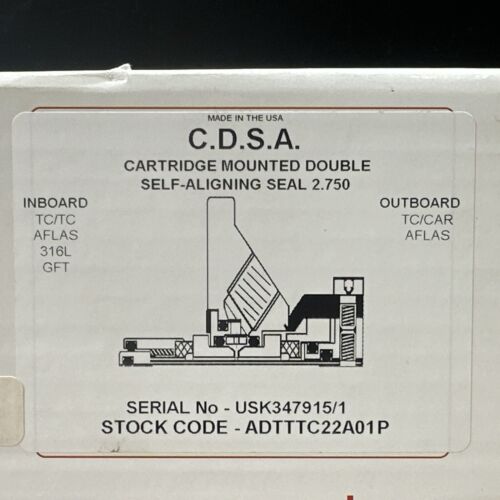 MADE IN THE USA
C.D.S.A.
CARTRIDGE MOUNTED DOUBLE
SELF-ALIGNING SEAL 2.750
INBOARD
TC/TC
AFLAS
316L
GFT
OUTBOARD
TC/CAR
AFLAS
SERIAL No - USK347915/1
STOCK CODE - ADTTTC22A01P